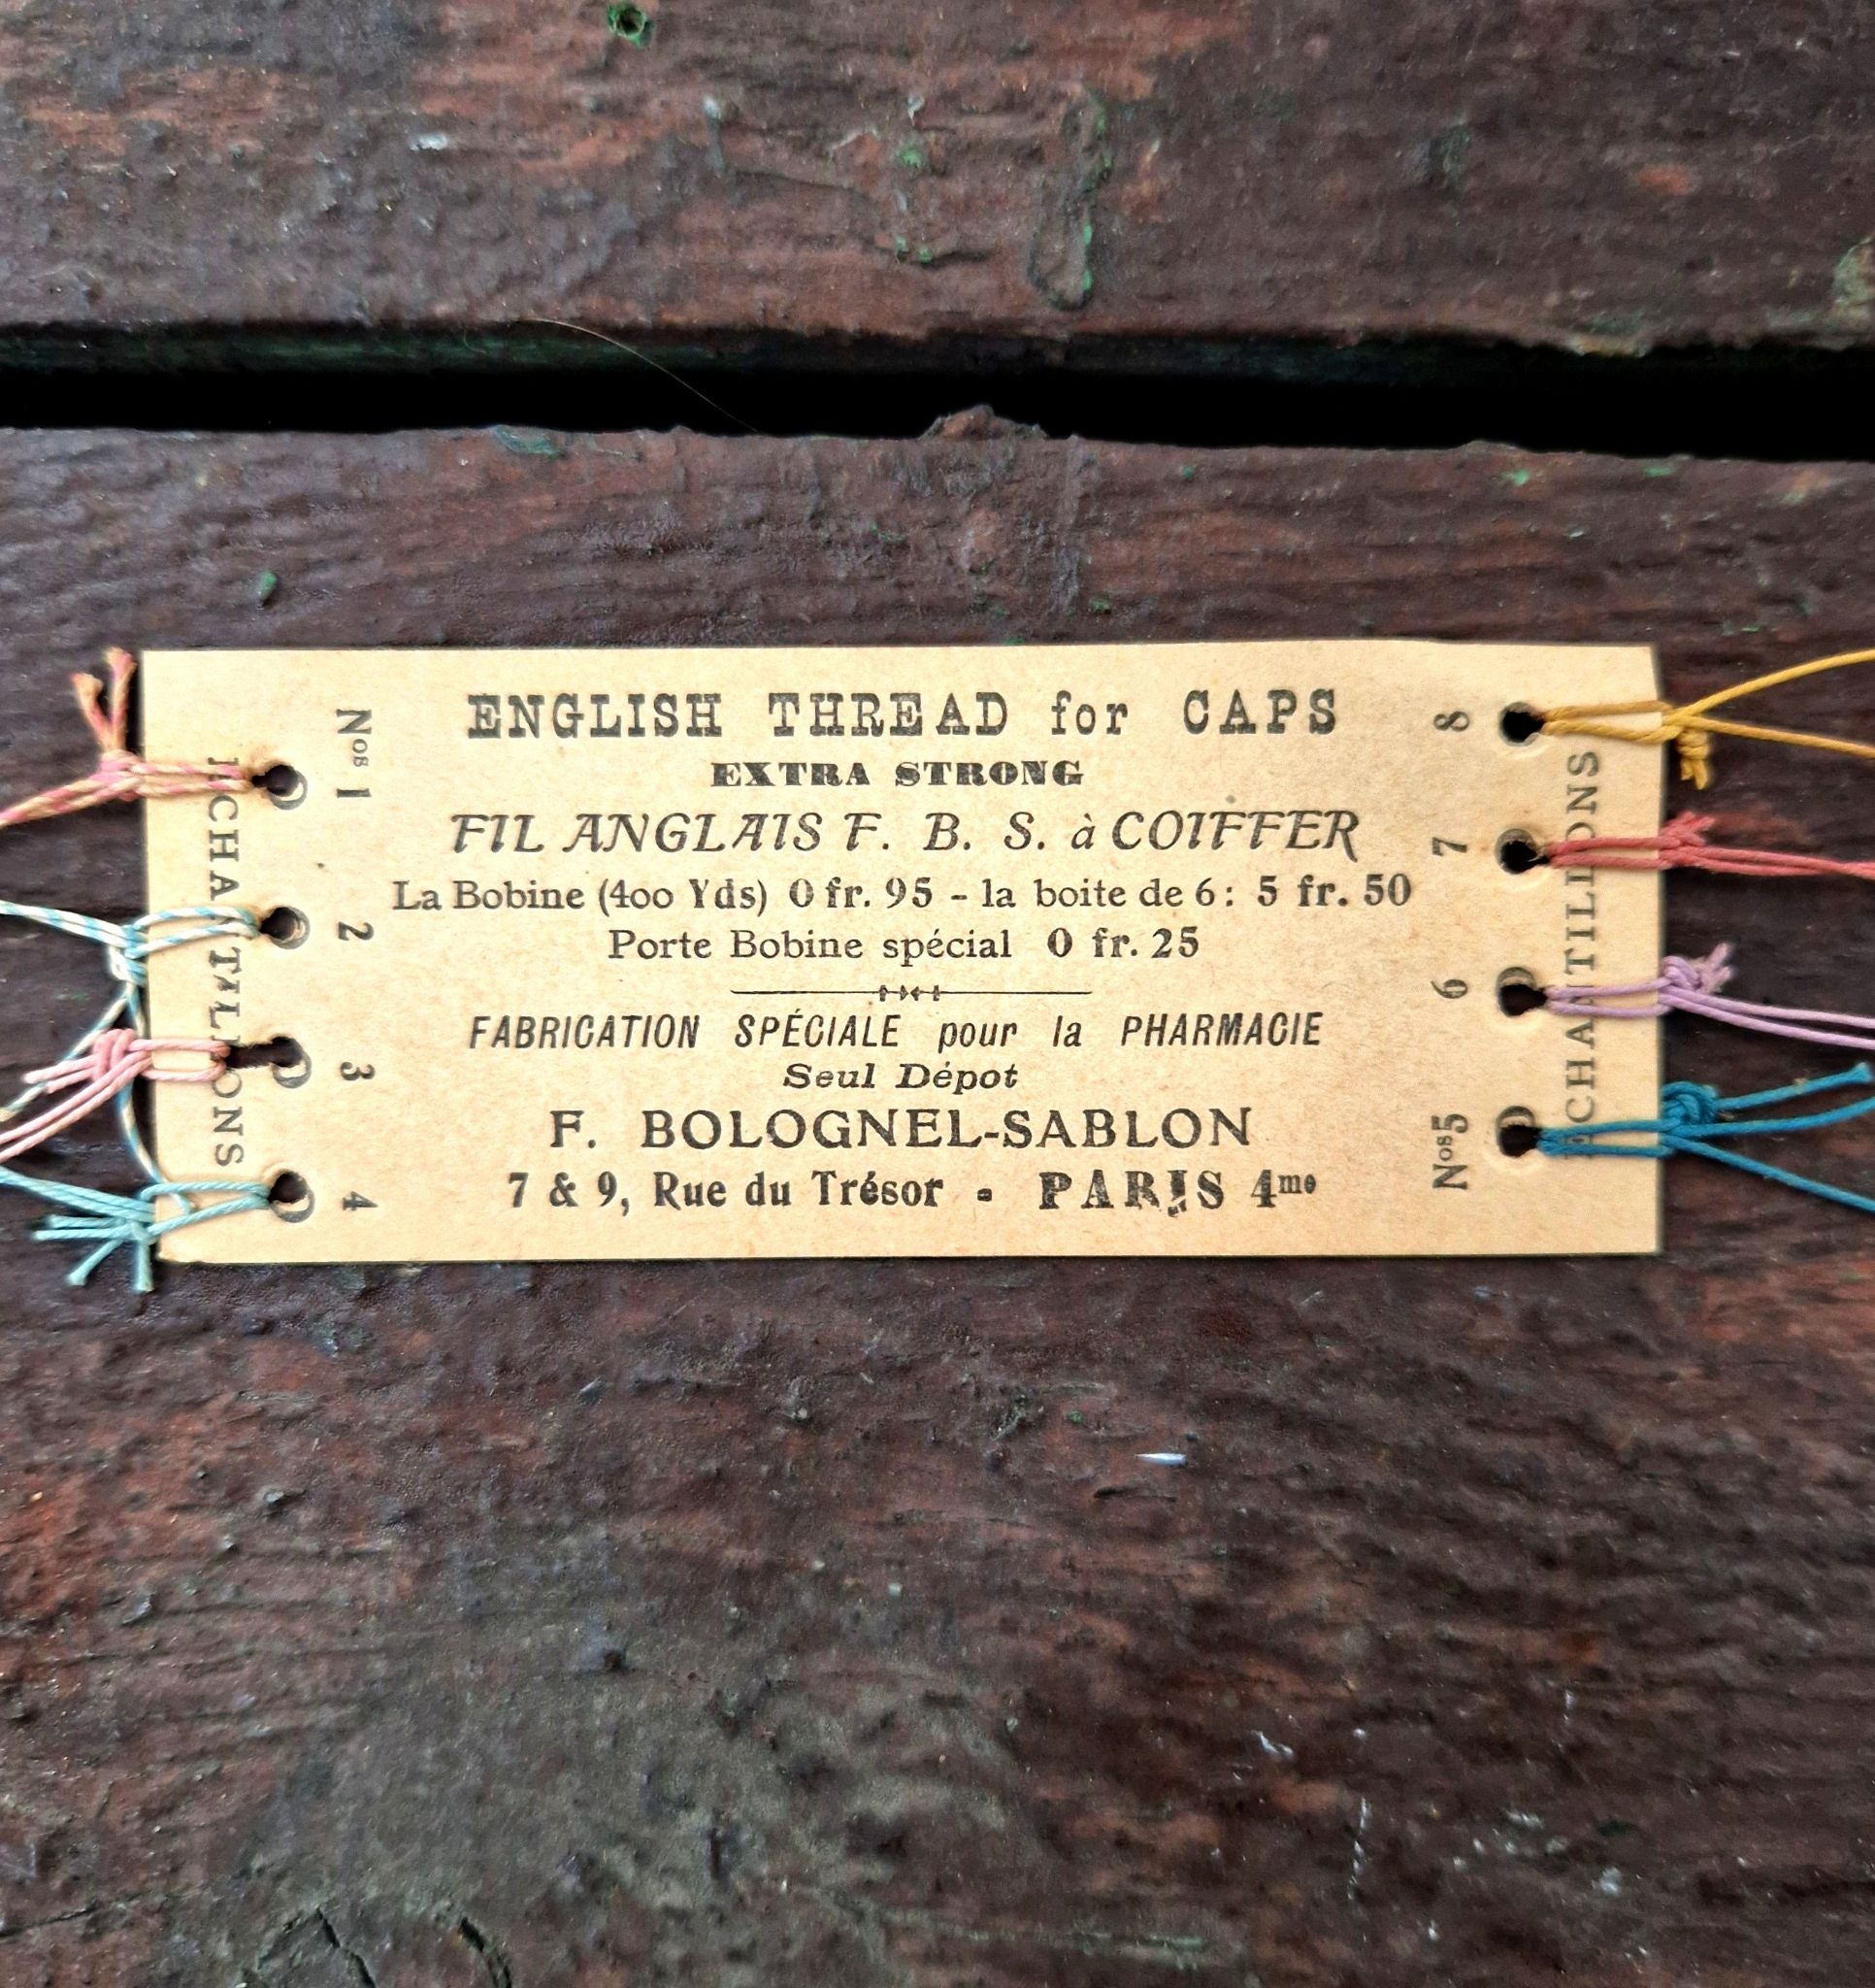 ENGLISH THREAD for CAPS
EXTRA STRONG
FIL ANGLAIS F. B. S. à COIFFER
La Bobine (400 Yds) 0 fr. 95 - la boite de 6 : 5 fr. 50
Porte Bobine spécial 0 fr. 25
FABRICATION SPÉCIALE pour la PHARMACIE
Seul Dépot
F. BOLOGNEL-SABLON
7 & 9, Rue du Trésor - PARIS 4me
Nos 1 2 3 4
ECHANTILLONS
Nos 5 6 7 8
ECHANTILLONS